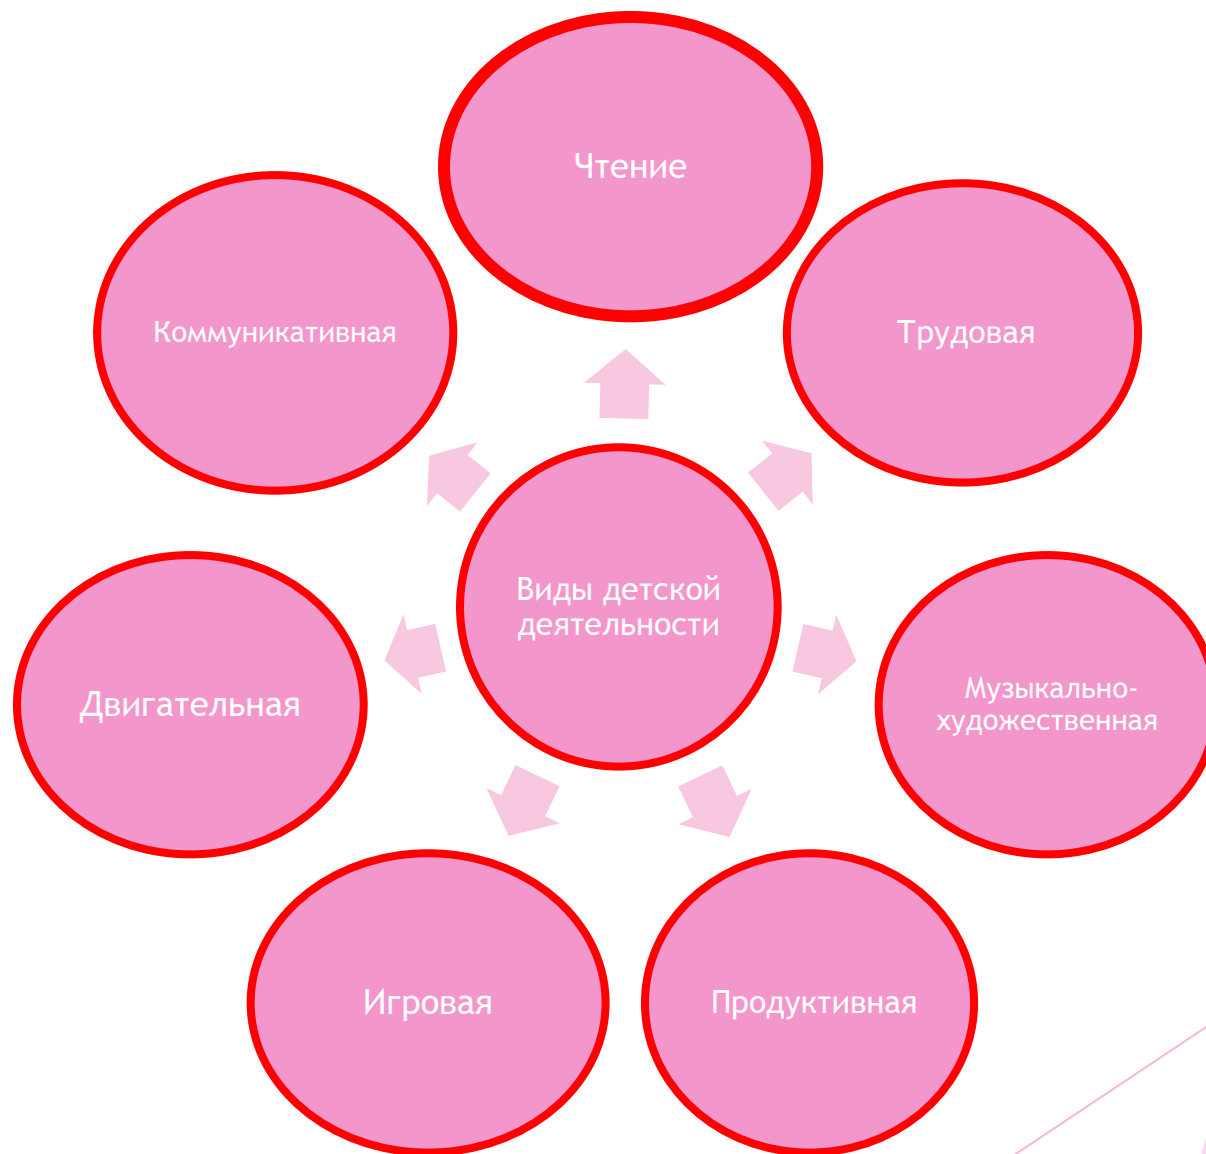 Чтение
Коммуникативная
Трудовая
Виды детской
деятельности
Двигательная
Музыкально-
художественная
Игровая
Продуктивная